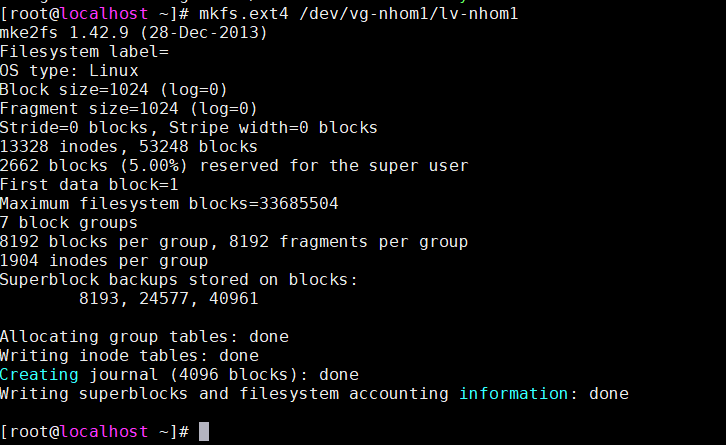 [root@localhost ~]# mkfs.ext4 /dev/vg-nhom1/lv-nhom1
mke2fs 1.42.9 (28-Dec-2013)
Filesystem label=
OS type: Linux
Block size=1024 (log=0)
Fragment size=1024 (log=0)
Stride=0 blocks, Stripe width=0 blocks
13328 inodes, 53248 blocks
2662 blocks (5.00%) reserved for the super user
First data block=1
Maximum filesystem blocks=33685504
7 block groups
8192 blocks per group, 8192 fragments per group
1904 inodes per group
Superblock backups stored on blocks:
        8193, 24577, 40961

Allocating group tables: done
Writing inode tables: done
Creating journal (4096 blocks): done
Writing superblocks and filesystem accounting information: done

[root@localhost ~]#